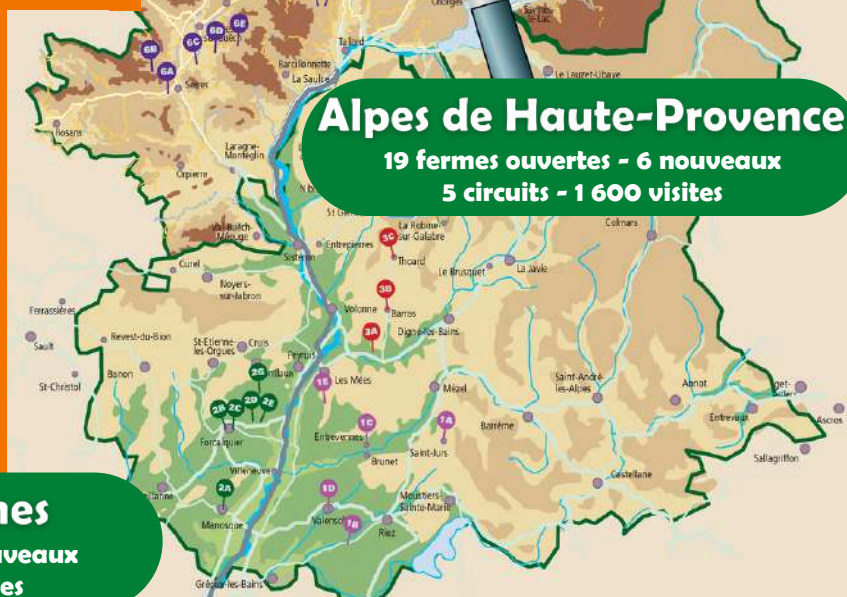 Chorges
6E
6D
6C
6B
6A
Tallard
Barcillonnette
La Saulce
Serres
Le Lauzet-Ubaye
Alpes de Haute-Provence
19 fermes ouvertes - 6 nouveaux
5 circuits - 1 600 visites
Rosans
Laragne-
Montéglin
Orpierre
La Robine-
sur-Galabre
3C
Thoard
Colmars
Entrepierres
Sisteron
Le Brusquet
La Javie
Curel
Noyers-
sur-Jabron
3B
Barras
Volonne
Ferrassières
Sault
Revest-du-Bion
St-Etienne-
les-Orgues
Cruis
3A
Digne-les-Bains
Peyruis
Banon
St-Christol
2G
1E
Les Mées
Mézel
Saint-André-
les-Alpes
Annot
2B
2C
2D
2E
Forcalquier
1C
Entrevennes
Brunet
1A
Saint-Jurs
Barrême
Entrevaux
Ascros
Sallagriffon
Villeneuve
Castellane
2A
Manosque
1D
1B
Riez
Moustiers-
Sainte-Marie
Gréoux-les-Bains